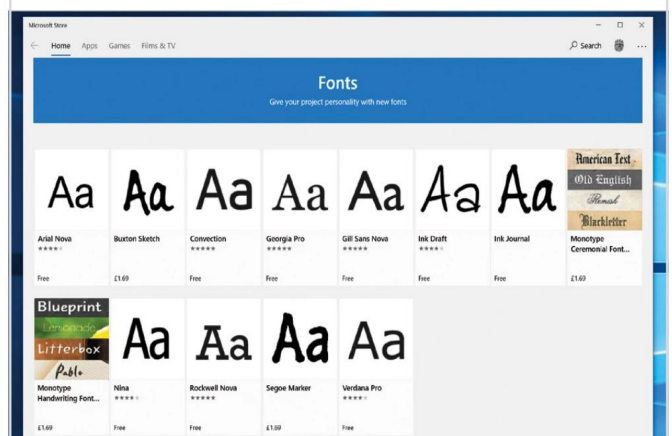 Microsoft Store
Home Apps Games Films & TV Search
Fonts
Give your project personality with new fonts
Aa Aa Aa Aa Aa Aa Aa American Text
Old English
Flemish
Blackletter
Arial Nova Buxton Sketch Convection Georgia Pro Gill Sans Nova Ink Draft Ink Journal Monotype
Ceremonial Font...
Free £1.69 Free Free Free Free Free £1.69
Blueprint
Lemonade
Litterbox
Pablo
Aa Aa Aa Aa
Monotype Nina Rockwell Nova Segoe Marker Verdana Pro
Handwriting Font...
£1.69 Free Free £1.69 Free